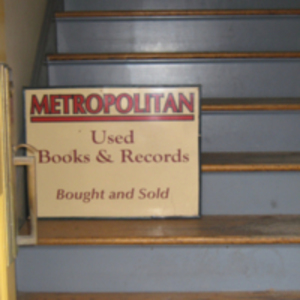 METROPOLITAN
Used
Books & Records
Bought and Sold